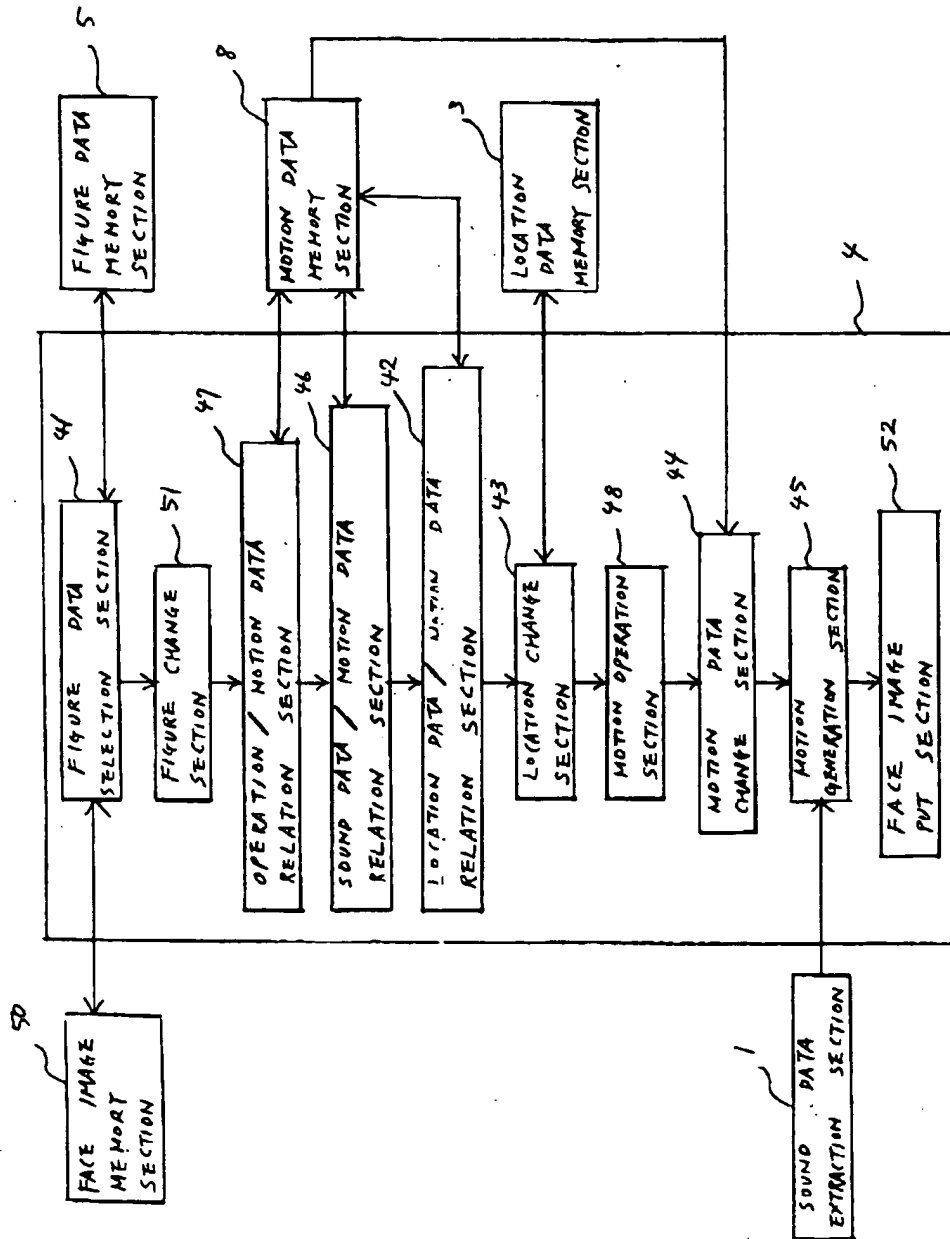 5
FIGURE DATA
MEMORY
SECTION
8
MOTION DATA
MEMORY
SECTION
3
LOCATION
DATA
MEMORY SECTION
4
41
FIGURE DATA
SELECTION SECTION
51
FIGURE CHANGE
SECTION
47
OPERATION / MOTION DATA
RELATION SECTION
46
SOUND DATA / MOTION DATA
RELATION SECTION
42
LOCATION DATA / MOTION DATA
RELATION SECTION
43
LOCATION CHANGE
SECTION
48
MOTION OPERATION
SECTION
44
MOTION DATA
CHANGE SECTION
45
MOTION
GENERATION SECTION
52
FACE IMAGE
PUT SECTION
50
FACE IMAGE
MEMORY
SECTION
1
SOUND DATA
EXTRACTION SECTION